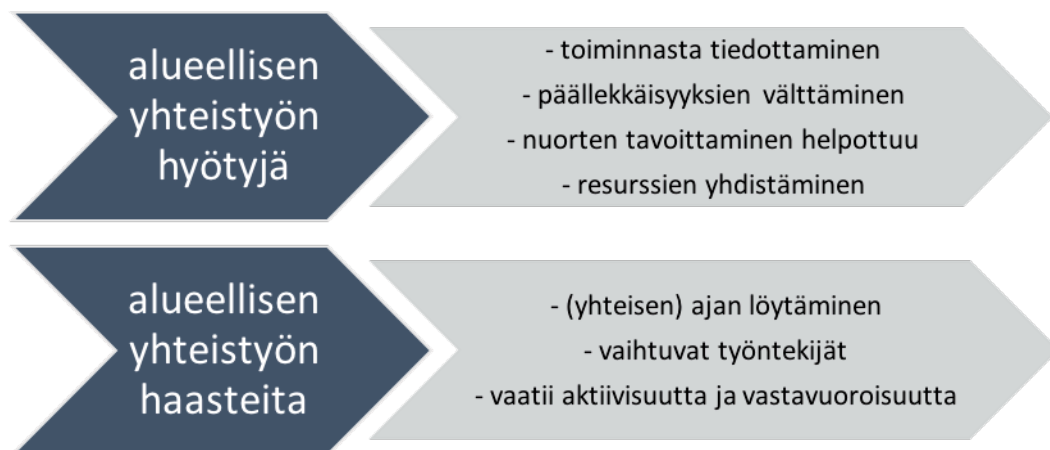 alueellisen
yhteistyön
hyötyjä
- toiminnasta tiedottaminen
- päällekkäisyyksien välttäminen
- nuorten tavoittaminen helpottuu
- resurssien yhdistäminen
alueellisen
yhteistyön
haasteita
- (yhteisen) ajan löytäminen
- vaihtuvat työntekijät
- vaatii aktiivisuutta ja vastavuoroisuutta